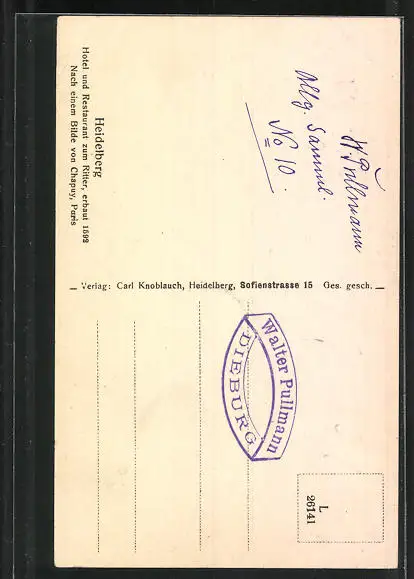 W. Pullmann
Allg. Samml.
No 10.
Heidelberg
Hotel und Restaurant zum Ritter, erbaut 1592
Nach einem Bilde von Chapuy, Paris
Verlag: Carl Knoblauch, Heidelberg, Sofienstrasse 15 Ges. gesch.
Walter Pullmann
DIEBURG
L
26141